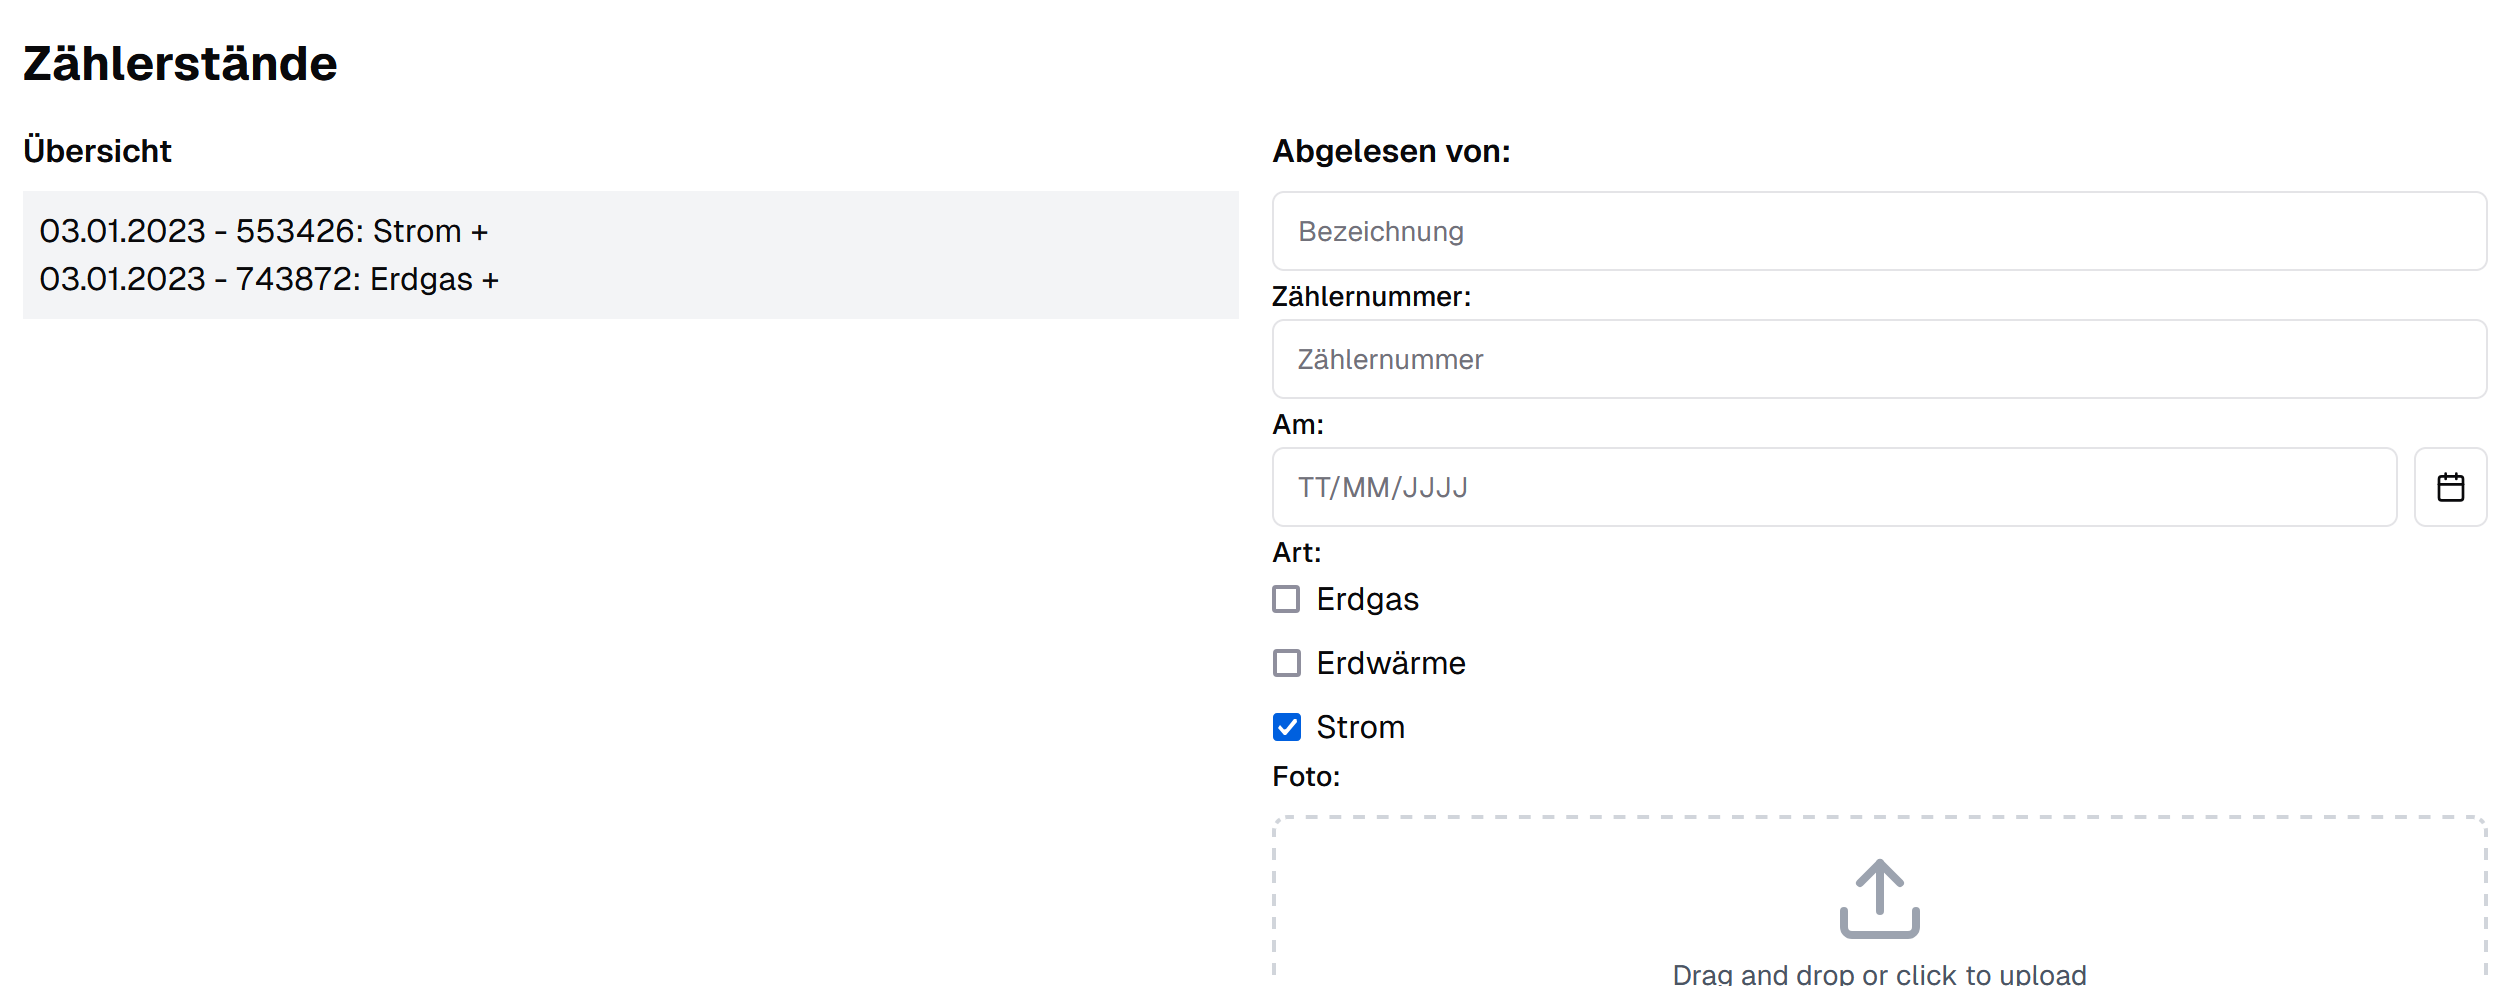 Zählerstände
Übersicht
03.01.2023 - 553426: Strom +
03.01.2023 - 743872: Erdgas +
Abgelesen von:
Bezeichnung
Zählernummer:
Zählernummer
Am:
TT/MM/JJJJ
Art:
Erdgas
Erdwärme
Strom
Foto:
Drag and drop or click to upload